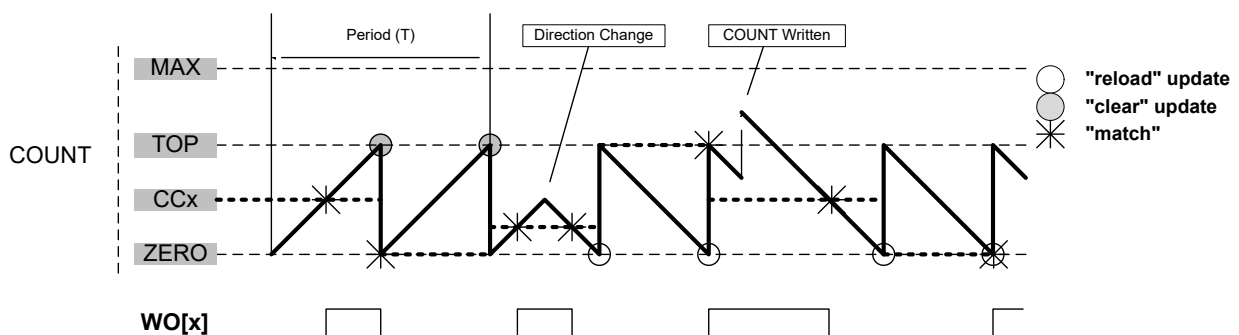 Period (T)
Direction Change
COUNT Written
MAX
"reload" update
"clear" update
"match"
TOP
COUNT
CCx
ZERO
WO[x]